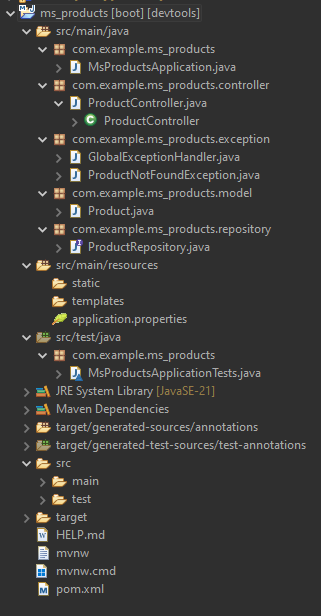 ms_products [boot] [devtools]
src/main/java
com.example.ms_products
MsProductsApplication.java
com.example.ms_products.controller
ProductController.java
ProductController
com.example.ms_products.exception
GlobalExceptionHandler.java
ProductNotFoundException.java
com.example.ms_products.model
Product.java
com.example.ms_products.repository
ProductRepository.java
src/main/resources
static
templates
application.properties
src/test/java
com.example.ms_products
MsProductsApplicationTests.java
JRE System Library [JavaSE-21]
Maven Dependencies
target/generated-sources/annotations
target/generated-test-sources/test-annotations
src
main
test
target
HELP.md
mvnw
mvnw.cmd
pom.xml